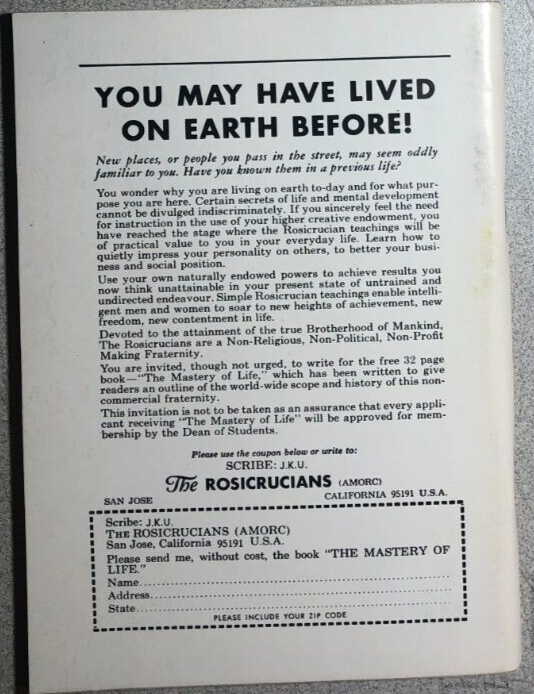 YOU MAY HAVE LIVED
ON EARTH BEFORE!
New places, or people you pass in the street, may seem oddly
familiar to you. Have you known them in a previous life?
You wonder why you are living on earth to-day and for what pur-
pose you are here. Certain secrets of life and mental development
cannot be divulged indiscriminately. If you sincerely feel the need
for instruction in the use of your higher creative endowment, you
have reached the stage where the Rosicrucian teachings will be
of practical value to you in your everyday life. Learn how to
quietly impress your personality on others, to better your busi-
ness and social position.
Use your own naturally endowed powers to achieve results you
now think unattainable in your present state of untrained and
undirected endeavour. Simple Rosicrucian teachings enable intelli-
gent men and women to soar to new heights of achievement, new
freedom, new contentment in life.
Devoted to the attainment of the true Brotherhood of Mankind,
The Rosicrucians are a Non-Religious, Non-Political, Non-Profit
Making Fraternity.
You are invited, though not urged, to write for the free 32 page
book—"The Mastery of Life," which has been written to give
readers an outline of the world-wide scope and history of this non-
commercial fraternity.
This invitation is not to be taken as an assurance that every appli-
cant receiving "The Mastery of Life" will be approved for mem-
bership by the Dean of Students.
Please use the coupon below or write to:
SCRIBE: J.K.U.
The ROSICRUCIANS (AMORC)
SAN JOSE CALIFORNIA 95191 U.S.A.
Scribe: J.K.U.
THE ROSICRUCIANS (AMORC)
San Jose, California 95191 U.S.A.
Please send me, without cost, the book "THE MASTERY OF
LIFE."
Name
Address
State
PLEASE INCLUDE YOUR ZIP CODE